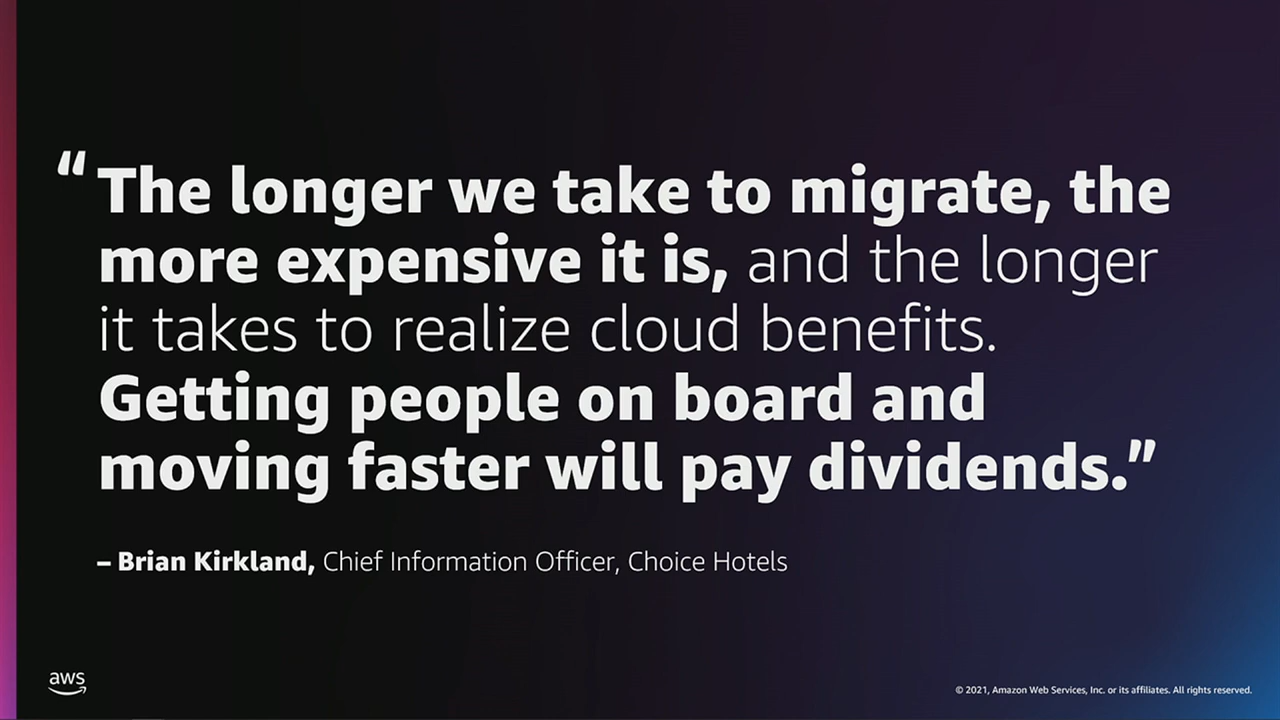 “The longer we take to migrate, the
more expensive it is, and the longer
it takes to realize cloud benefits.
Getting people on board and
moving faster will pay dividends.”
– Brian Kirkland, Chief Information Officer, Choice Hotels
aws
© 2021, Amazon Web Services, Inc. or its affiliates. All rights reserved.